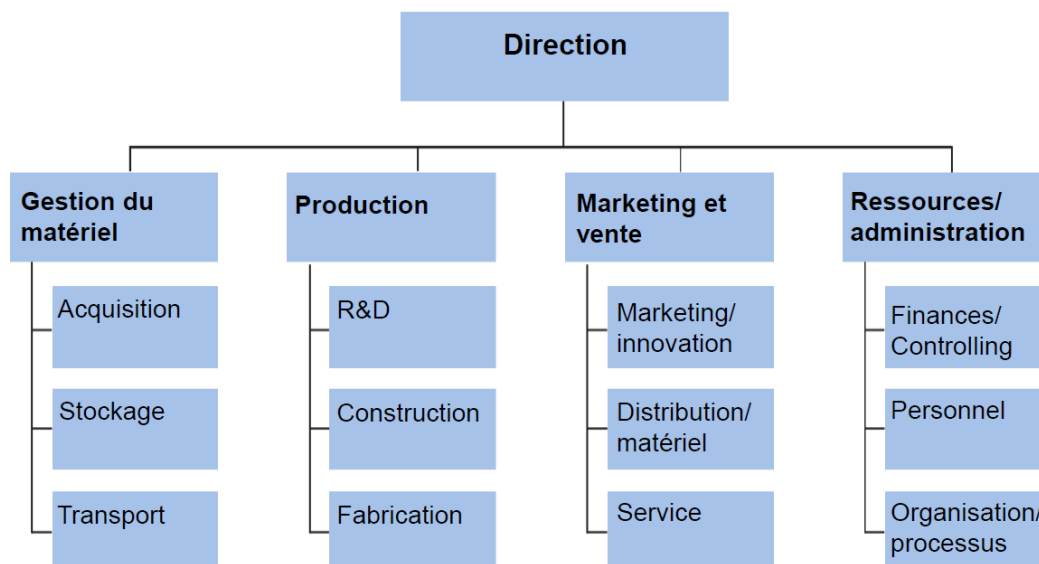 Direction
Gestion du
matériel
Production
Marketing et
vente
Ressources/
administration
Acquisition
R&D
Marketing/
innovation
Finances/
Controlling
Stockage
Construction
Distribution/
matériel
Personnel
Transport
Fabrication
Service
Organisation/
processus